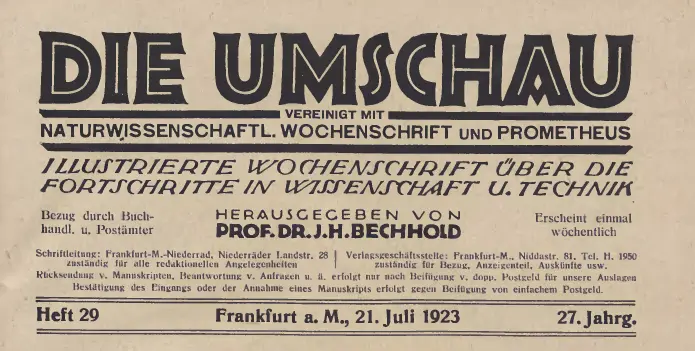 DIE UMSCHAU
VEREINIGT MIT
NATURWISSENSCHAFTL. WOCHENSCHRIFT UND PROMETHEUS
ILLUSTRIERTE WOCHENSCHRIFT ÜBER DIE
FORTSCHRITTE IN WISSENSCHAFT U. TECHNIK
Bezug durch Buch-
handl. u. Postämter
HERAUSGEGEBEN VON
PROF. DR. J. H. BECHHOLD
Erscheint einmal
wöchentlich
Schriftleitung: Frankfurt-M.-Niederrad, Niederräder Landstr. 28
zuständig für alle redaktionellen Angelegenheiten
Verlagsgeschäftsstelle: Frankfurt-M., Niddastr. 81. Tel. H. 1950
zuständig für Bezug, Anzeigenteil, Auskünfte usw.
Rücksendung v. Manuskripten, Beantwortung v. Anfragen u. ä. erfolgt nur noch Beifügung v. dopp. Postgeld für unsere Auslagen
Bestätigung des Eingangs oder der Annahme eines Manuskripts erfolgt gegen Beifügung von einfachem Postgeld.
Heft 29
Frankfurt a. M., 21. Juli 1923
27. Jahrg.